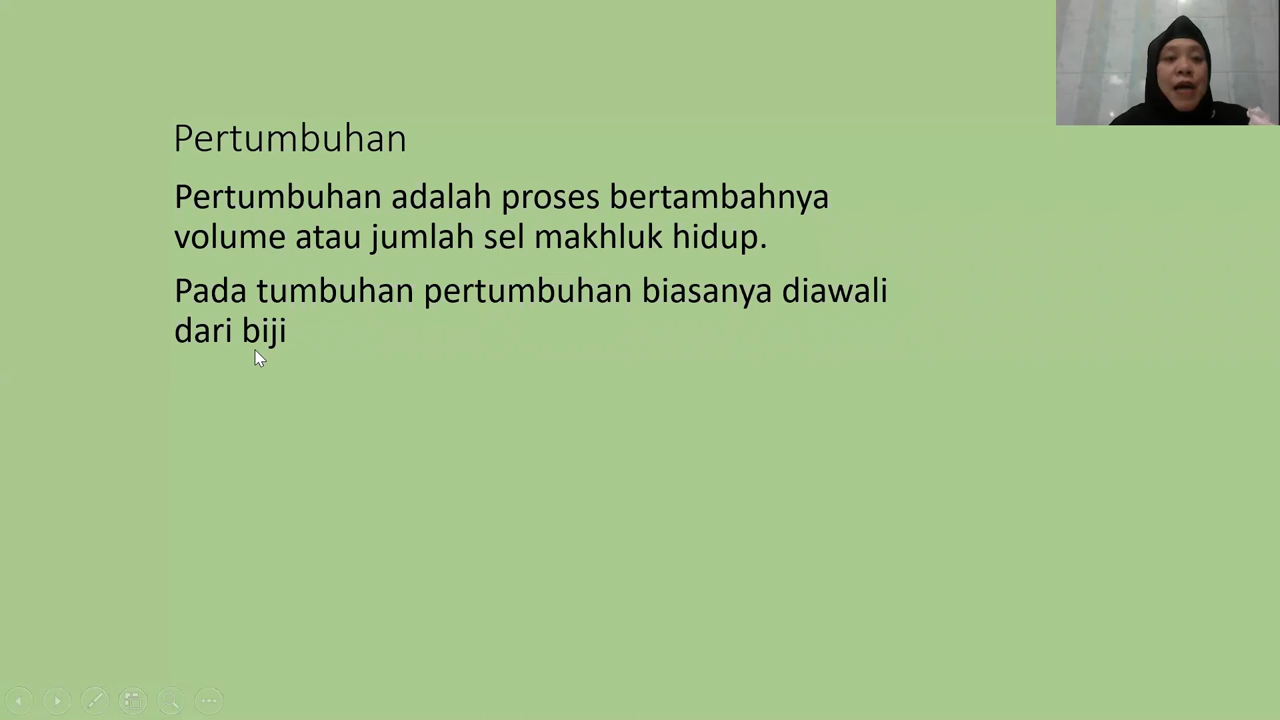 Pertumbuhan
Pertumbuhan adalah proses bertambahnya
volume atau jumlah sel makhluk hidup.
Pada tumbuhan pertumbuhan biasanya diawali
dari biji